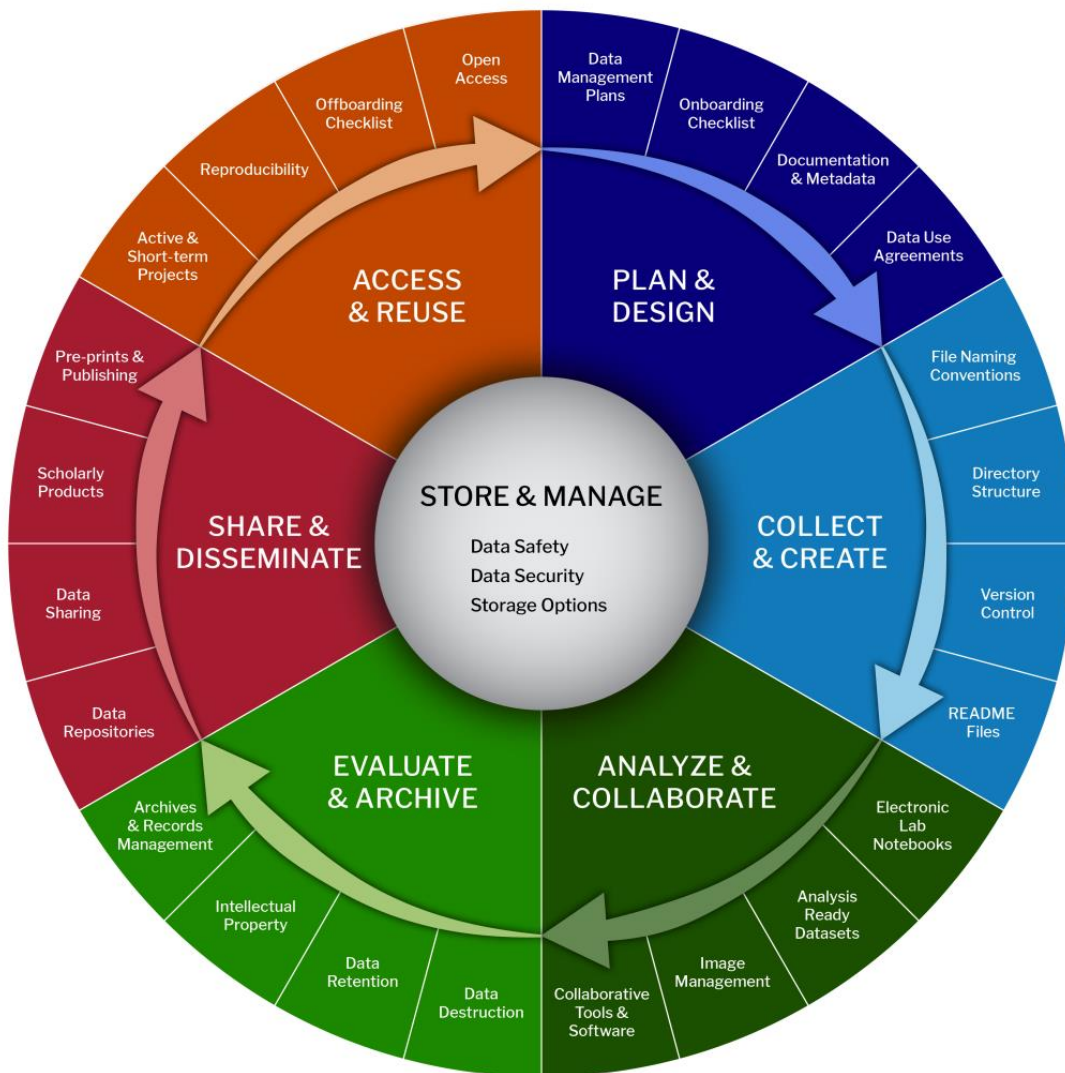 Data
Management
Plans
Onboarding
Checklist
Documentation
& Metadata
Data Use
Agreements
PLAN &
DESIGN
File Naming
Conventions
Directory
Structure
Version
Control
README
Files
COLLECT
& CREATE
Electronic
Lab
Notebooks
Analysis
Ready
Datasets
Image
Management
Collaborative
Tools &
Software
ANALYZE &
COLLABORATE
Data
Destruction
Data
Retention
Intellectual
Property
Archives
& Records
Management
EVALUATE
& ARCHIVE
Data
Repositories
Data
Sharing
Scholarly
Products
Pre-prints &
Publishing
SHARE &
DISSEMINATE
Active &
Short-term
Projects
Reproducibility
Offboarding
Checklist
Open
Access
ACCESS
& REUSE
STORE & MANAGE
Data Safety
Data Security
Storage Options